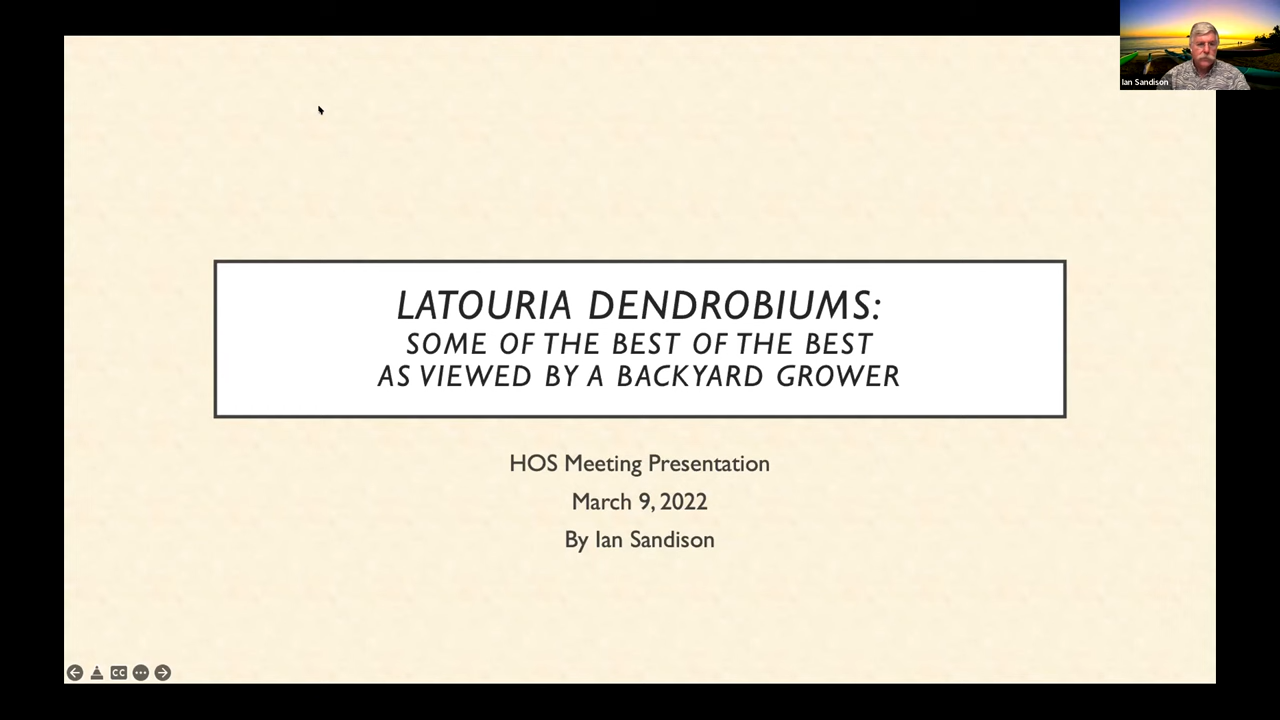 Ian Sandison
LATOURIA DENDROBIUMS:
SOME OF THE BEST OF THE BEST
AS VIEWED BY A BACKYARD GROWER
HOS Meeting Presentation
March 9, 2022
By Ian Sandison
CC